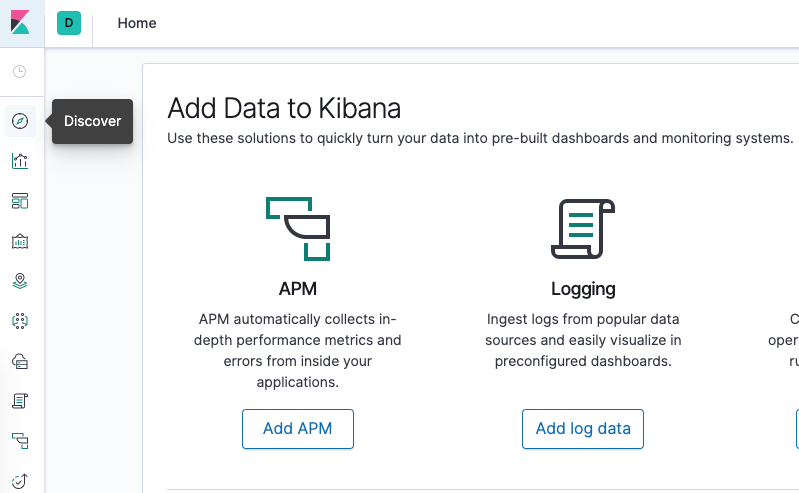 D
Home
Discover
Add Data to Kibana
Use these solutions to quickly turn your data into pre-built dashboards and monitoring systems.
APM
APM automatically collects in-
depth performance metrics and
errors from inside your
applications.
Add APM
Logging
Ingest logs from popular data
sources and easily visualize in
preconfigured dashboards.
Add log data
C
oper
ru